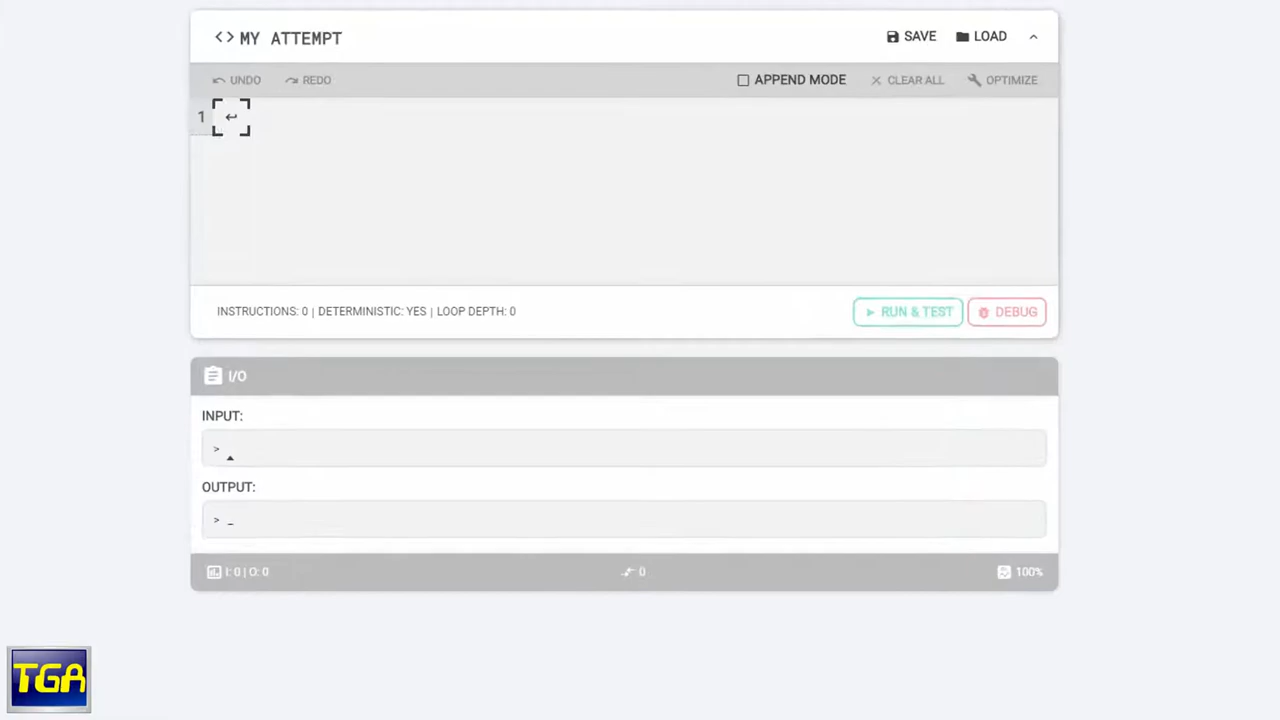 <> MY ATTEMPT
SAVE LOAD
UNDO REDO
APPEND MODE CLEAR ALL OPTIMIZE
1
INSTRUCTIONS: 0 | DETERMINISTIC: YES | LOOP DEPTH: 0
RUN & TEST DEBUG
I/O
INPUT:
>
OUTPUT:
> _
I: 0 | O: 0
0
100%
TGA